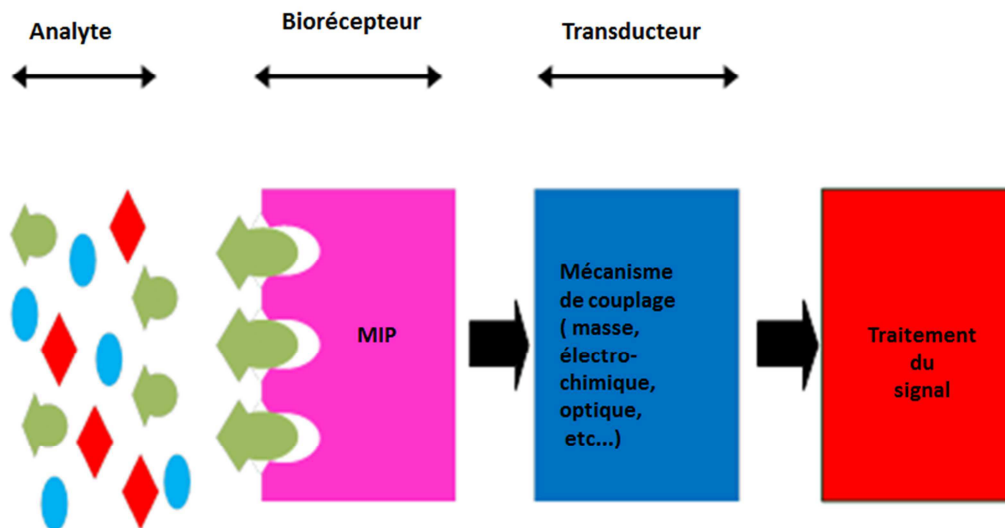 Analyte
Biorécepteur
Transducteur
MIP
Mécanisme
de couplage
( masse,
électro-
chimique,
optique,
etc...)
Traitement
du
signal